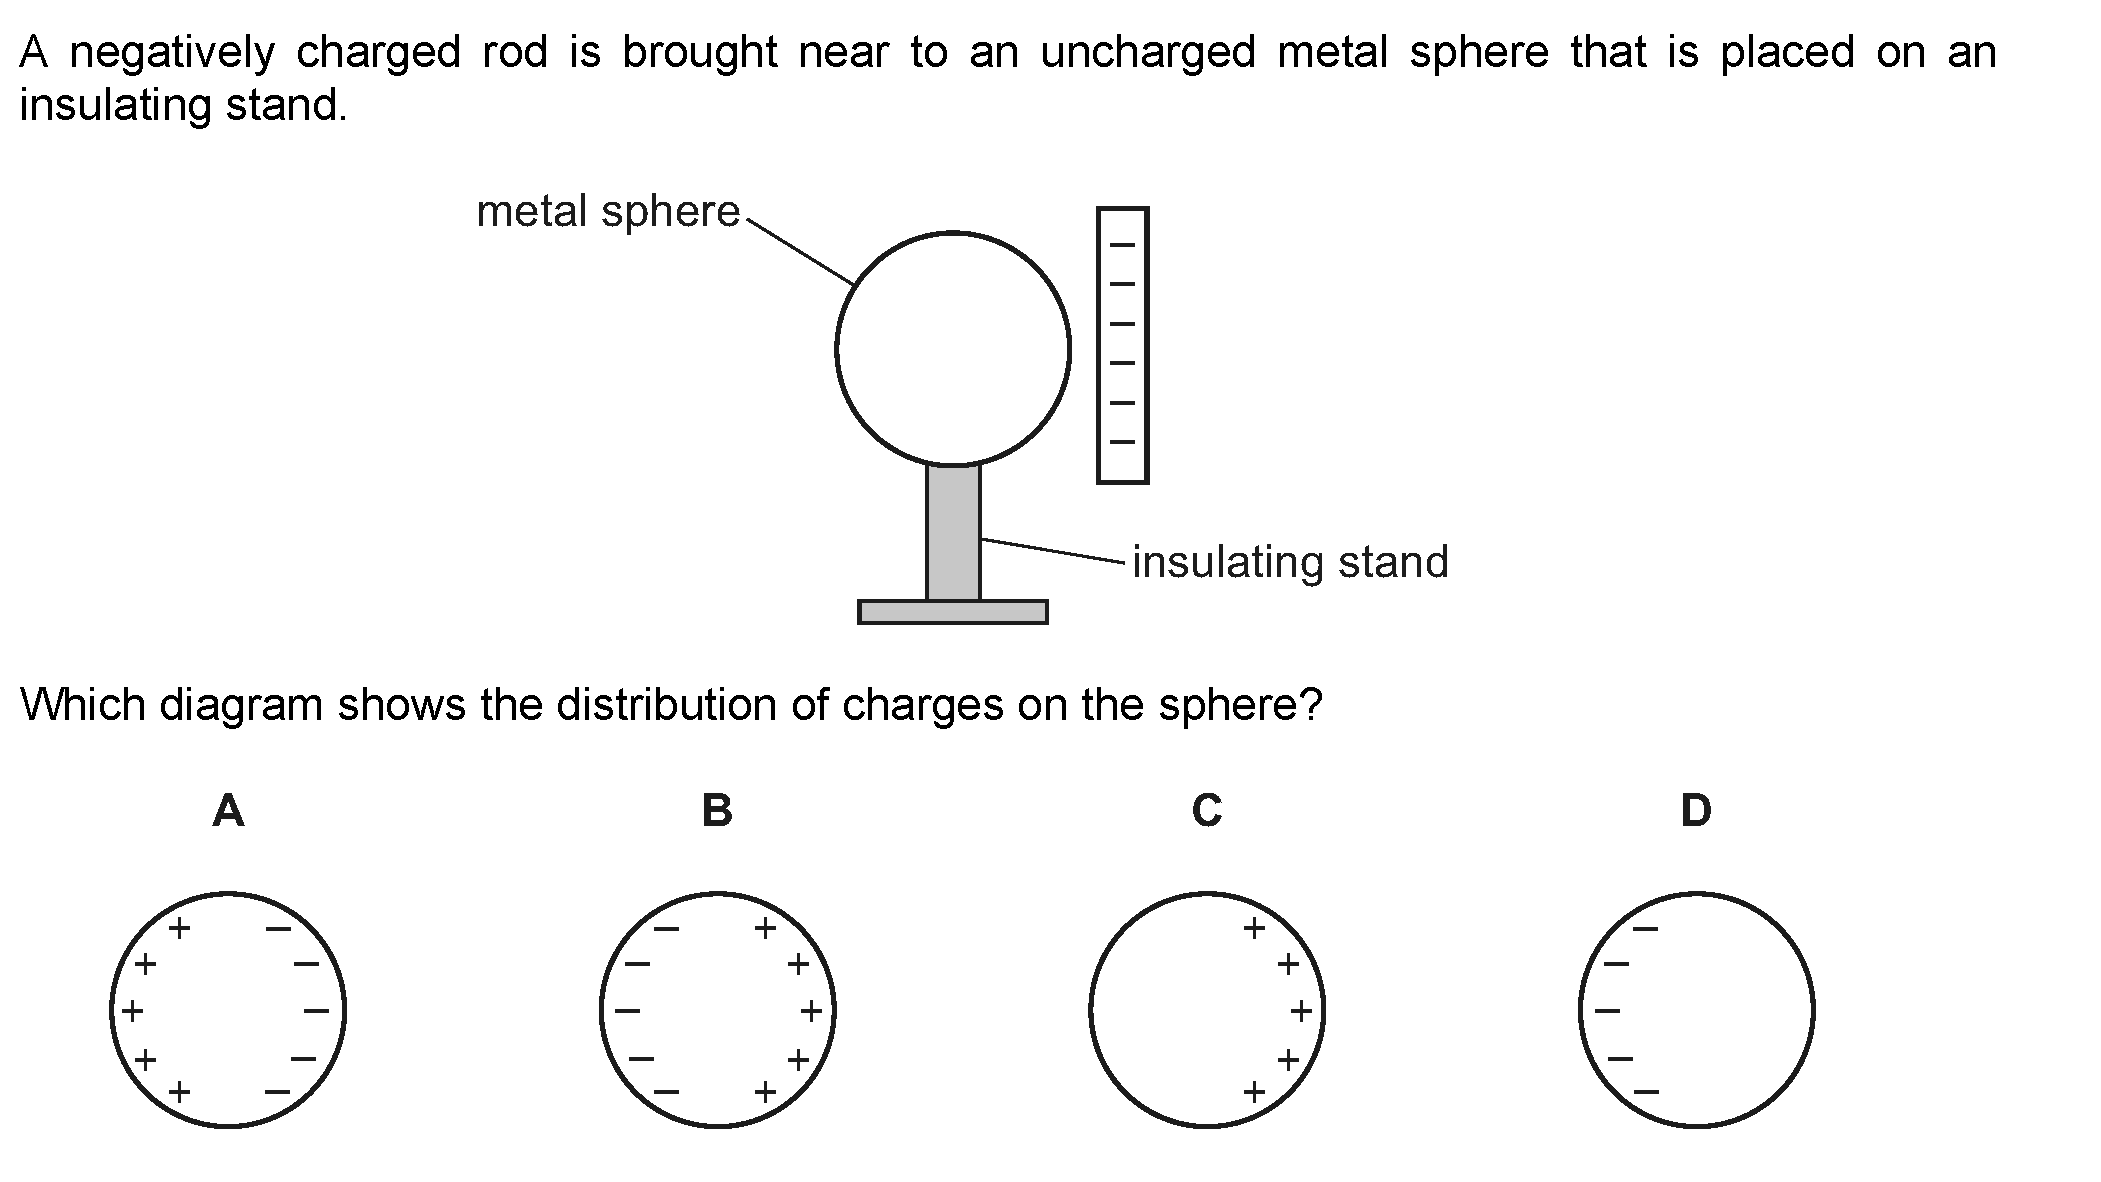 A negatively charged rod is brought near to an uncharged metal sphere that is placed on an
insulating stand.
metal sphere
–
–
–
–
–
–
insulating stand
Which diagram shows the distribution of charges on the sphere?
A B C D
+ – – + + –
+ – – + + –
+ – – + + –
+ – – + + –
+ – – + + –